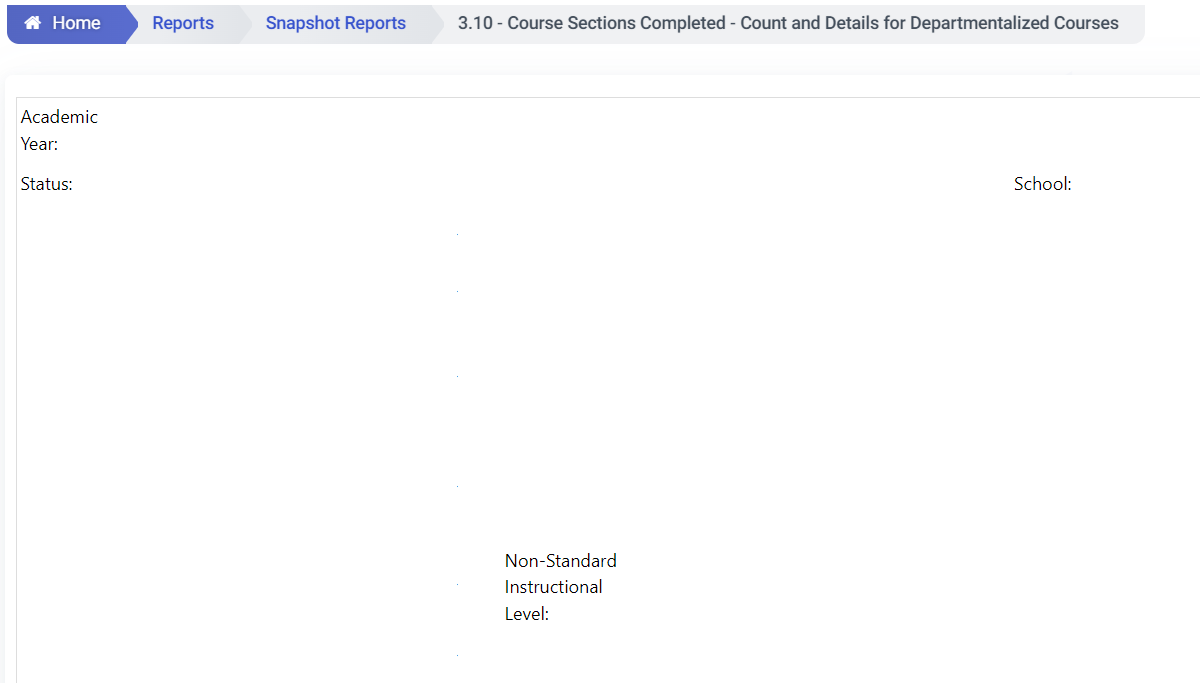 Home Reports Snapshot Reports 3.10 - Course Sections Completed - Count and Details for Departmentalized Courses
Academic
Year:
Status: School:
Non-Standard
Instructional
Level: